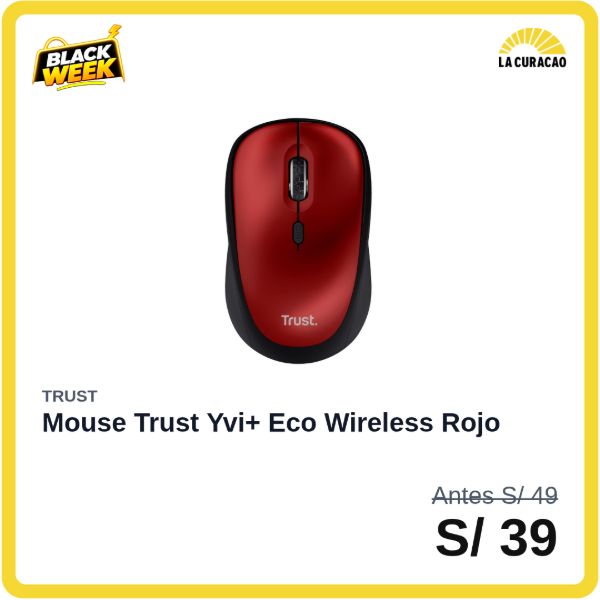 BLACK
WEEK
LA CURACAO
Trust.
TRUST
Mouse Trust Yvi+ Eco Wireless Rojo
Antes S/ 49
S/ 39